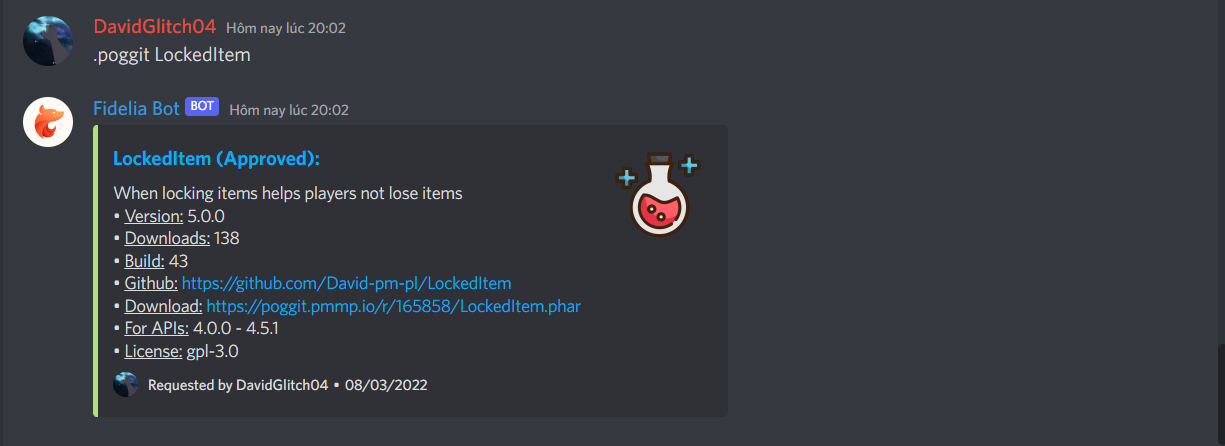 DavidGlitch04 Hôm nay lúc 20:02
.poggit LockedItem
Fidelia Bot BOT Hôm nay lúc 20:02
LockedItem (Approved):
When locking items helps players not lose items
• Version: 5.0.0
• Downloads: 138
• Build: 43
• Github: https://github.com/David-pm-pl/LockedItem
• Download: https://poggit.pmmp.io/r/165858/LockedItem.phar
• For APIs: 4.0.0 - 4.5.1
• License: gpl-3.0
Requested by DavidGlitch04 • 08/03/2022